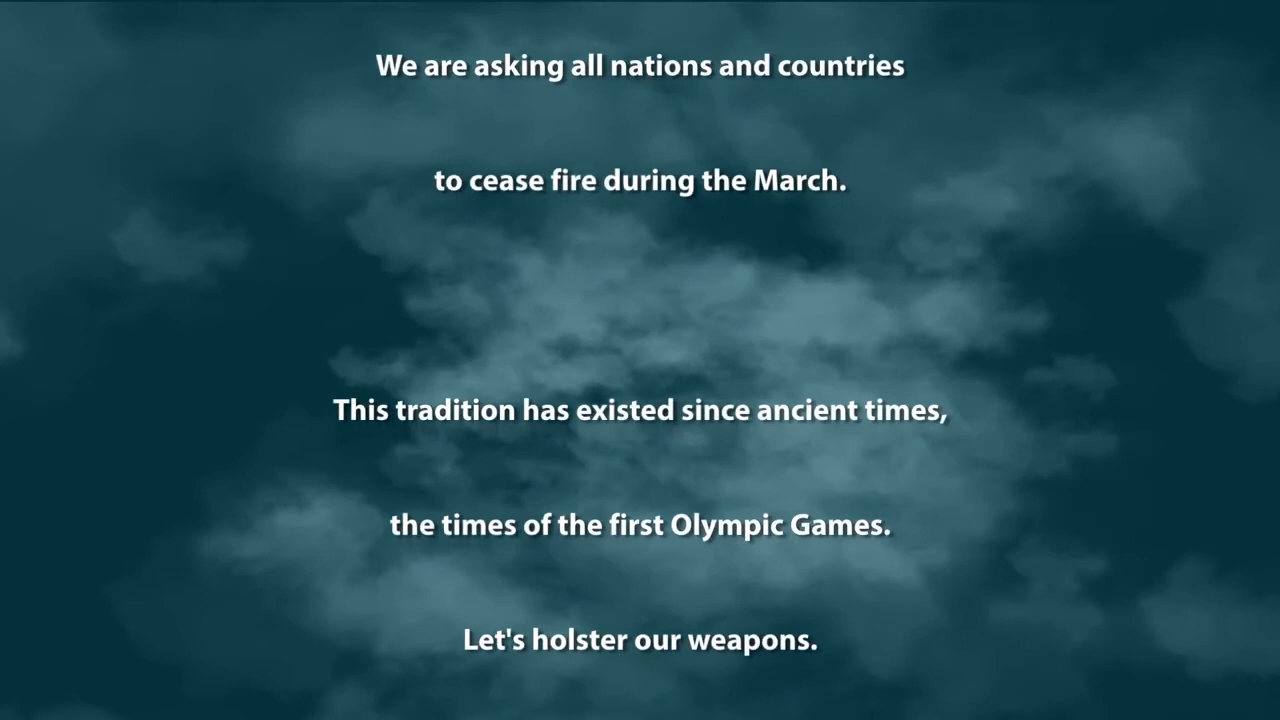 We are asking all nations and countries
to cease fire during the March.
This tradition has existed since ancient times,
the times of the first Olympic Games.
Let's holster our weapons.